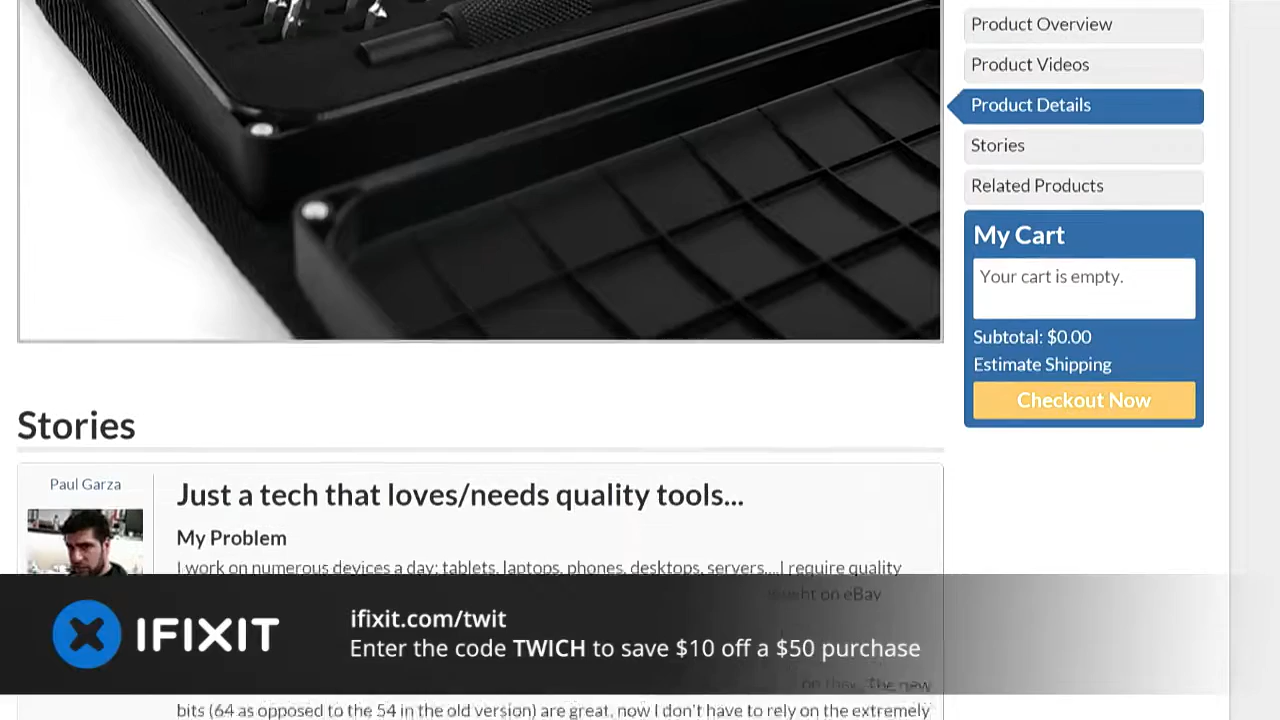 Product Overview
Product Videos
Product Details
Stories
Related Products
My Cart
Your cart is empty.
Subtotal: $0.00
Estimate Shipping
Checkout Now
Stories
Paul Garza
Just a tech that loves/needs quality tools...
My Problem
I work on numerous devices a day; tablets, laptops, phones, desktops, servers....I require quality
on eBay
IFIXIT
ifixit.com/twit
Enter the code TWICH to save $10 off a $50 purchase
The new
bits (64 as opposed to the 54 in the old version) are great, now I don't have to rely on the extremely